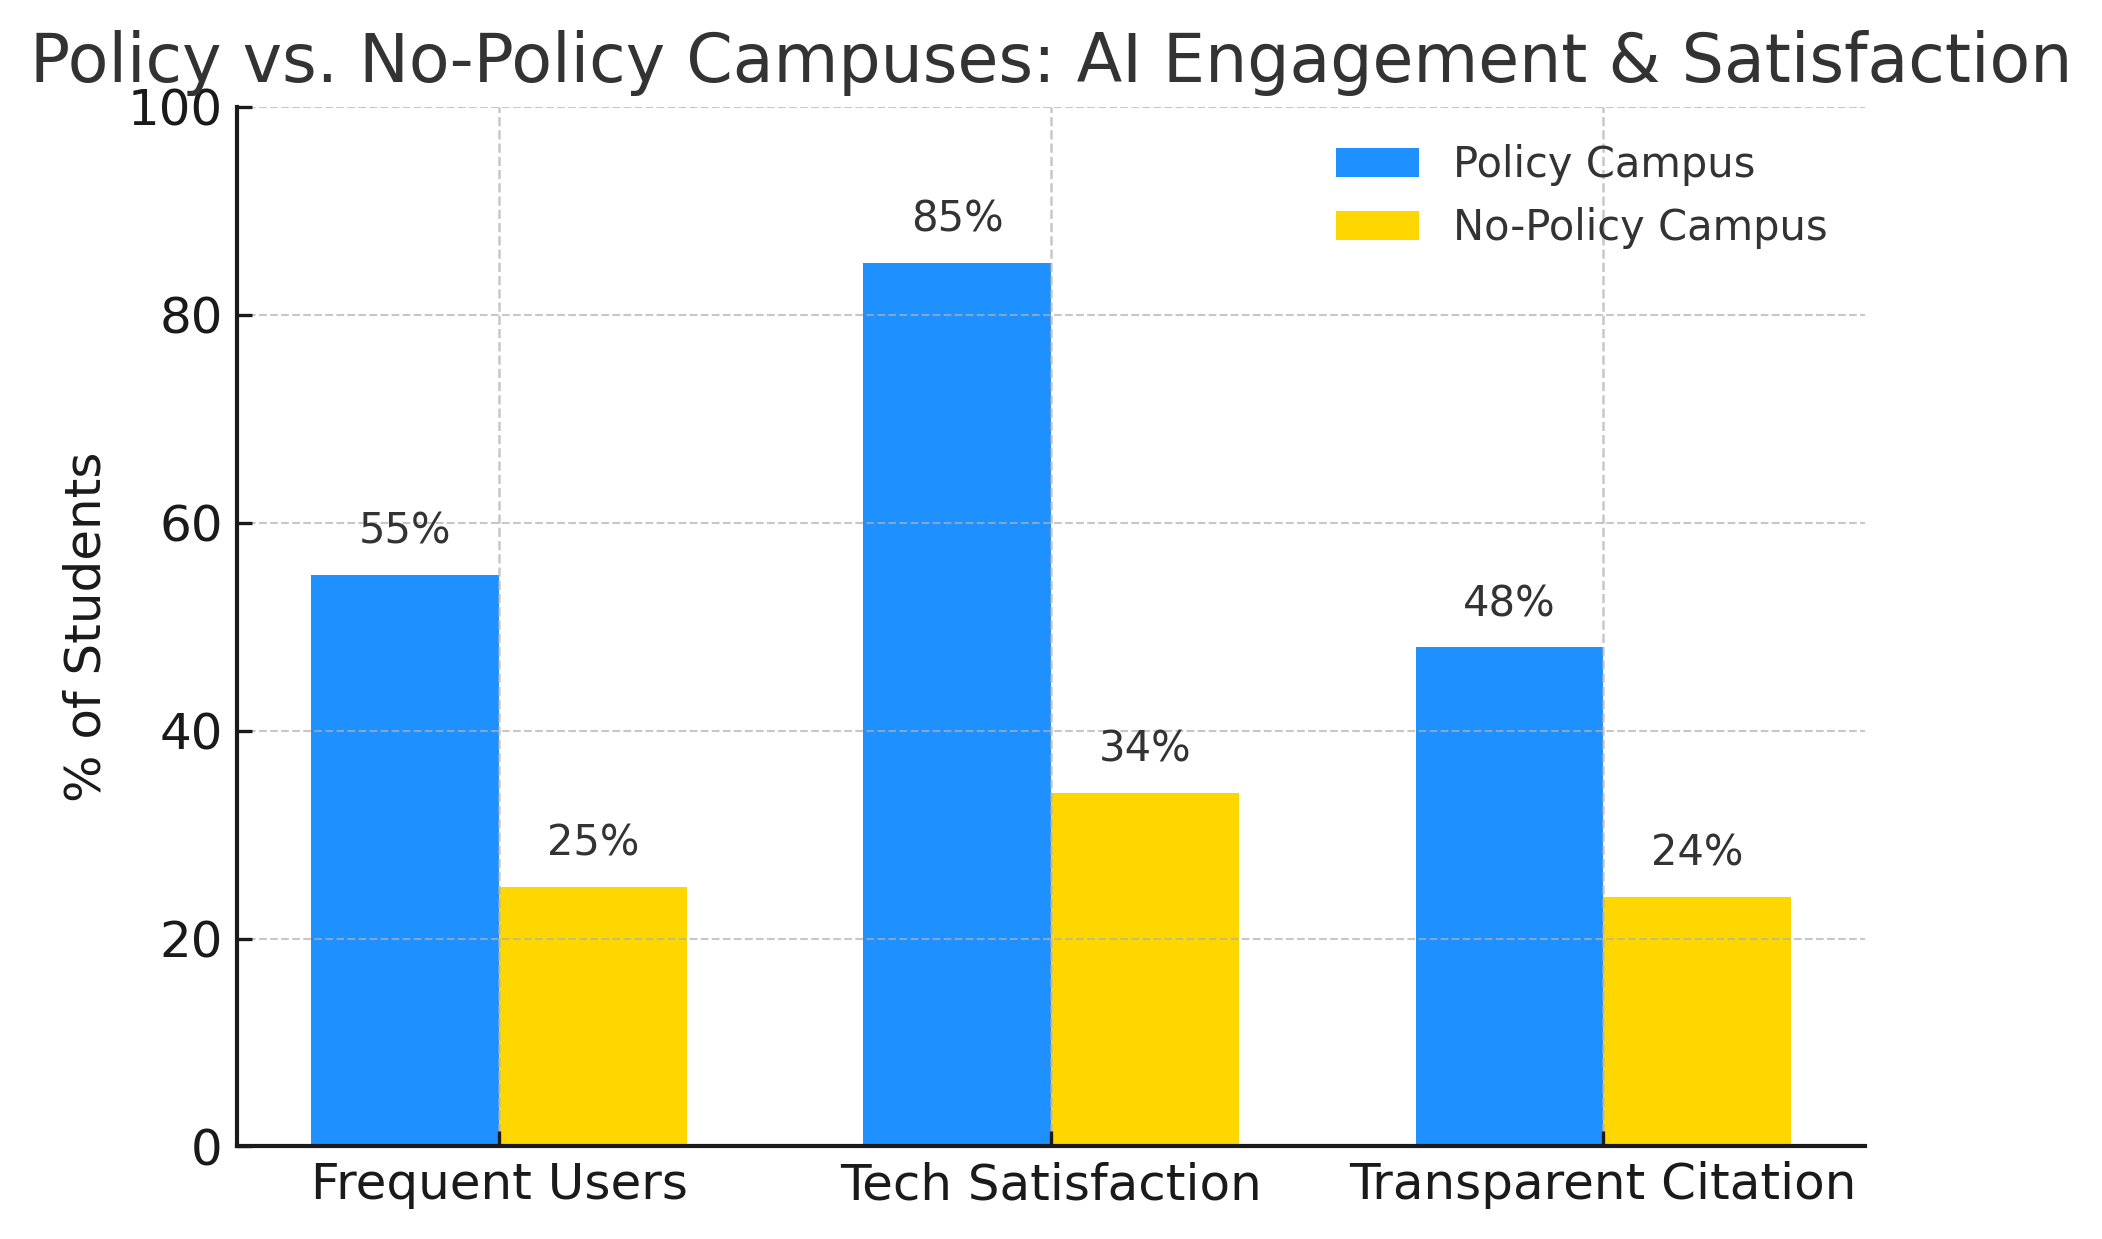 Policy vs. No-Policy Campuses: AI Engagement & Satisfaction
100
80
60
40
20
0
% of Students
Policy Campus
No-Policy Campus
55%
25%
85%
34%
48%
24%
Frequent Users
Tech Satisfaction
Transparent Citation